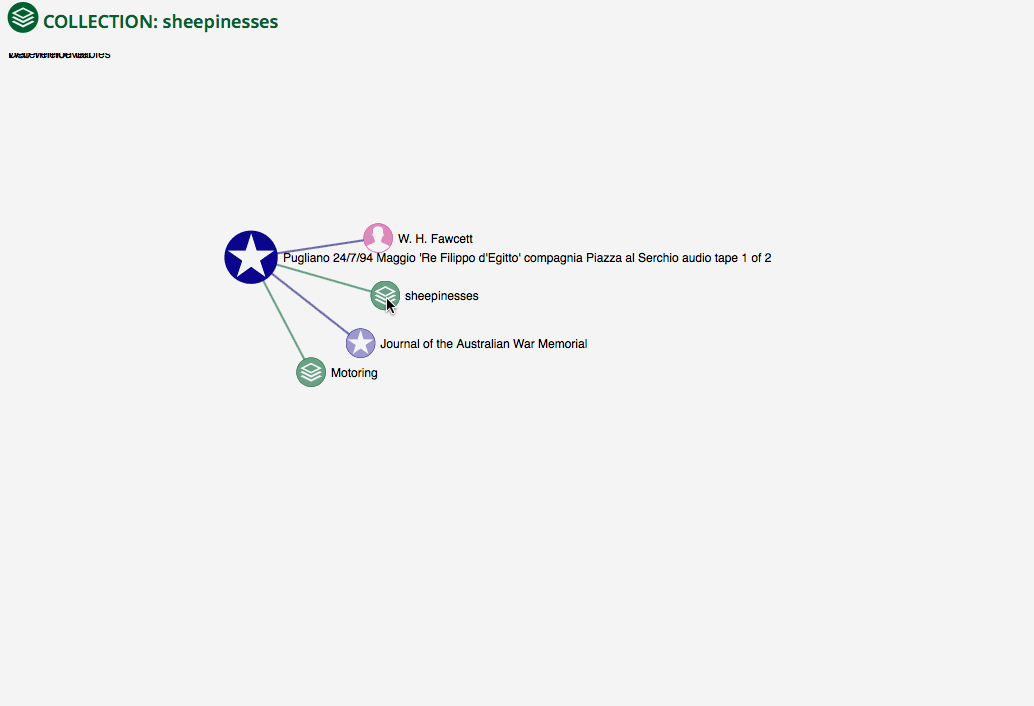 COLLECTION: sheepinesses
W. H. Fawcett
Pugliano 24/7/94 Maggio 'Re Filippo d'Egitto' compagnia Piazza al Serchio audio tape 1 of 2
sheepinesses
Journal of the Australian War Memorial
Motoring